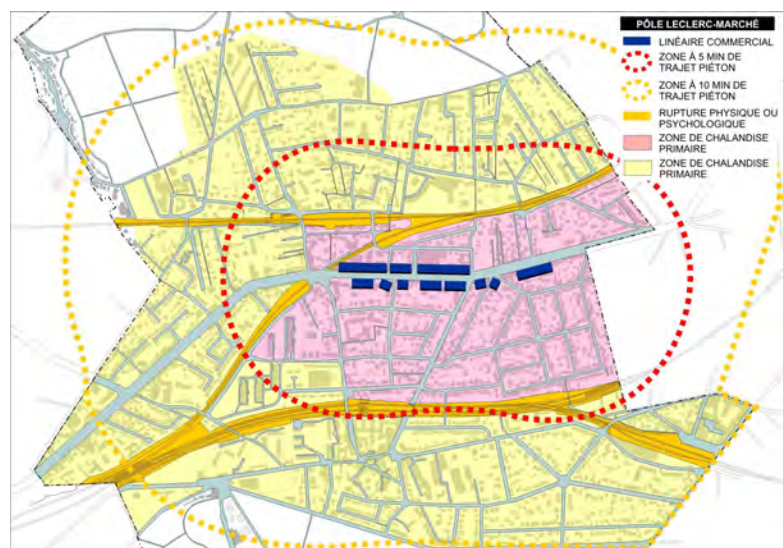 PÔLE LECLERC-MARCHÉ
LINÉAIRE COMMERCIAL
ZONE À 5 MIN DE
TRAJET PIÉTON
ZONE À 10 MIN DE
TRAJET PIÉTON
RUPTURE PHYSIQUE OU
PSYCHOLOGIQUE
ZONE DE CHALANDISE
PRIMAIRE
ZONE DE CHALANDISE
PRIMAIRE